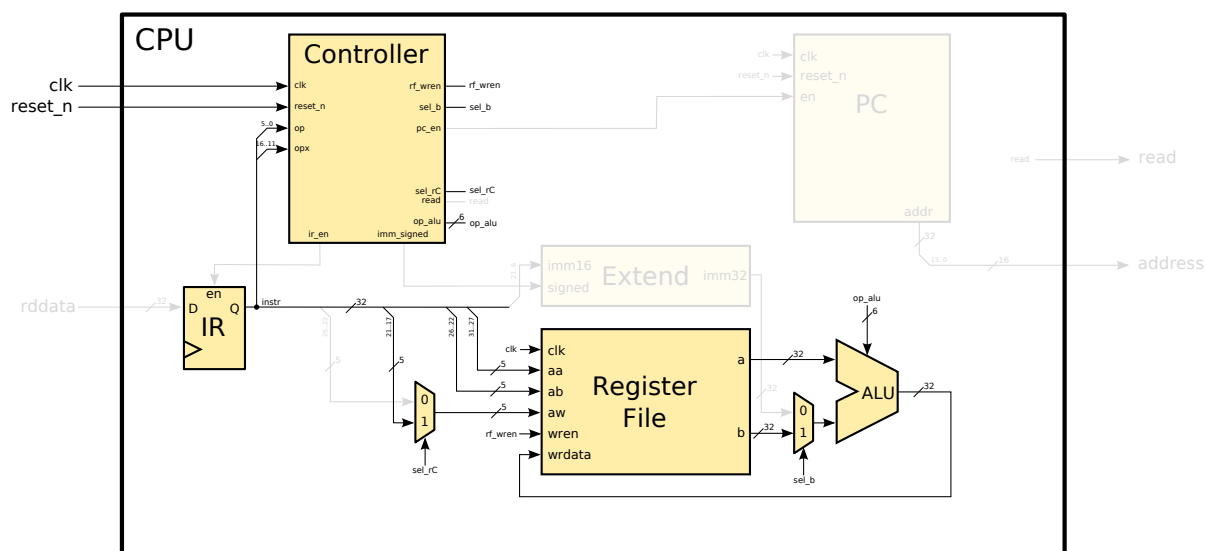 CPU
Controller
clk
reset_n
clk
reset_n
5..0
op
16..11
opx
rf_wren
rf_wren
sel_b
sel_b
pc_en
sel_rC
sel_rC
read
read
op_alu
6
op_alu
ir_en
imm_signed
clk
clk
reset_n
reset_n
en
PC
addr
32
15..0
16
read
read
address
rddata
32
en
D
Q
IR
instr
32
21..6
imm16
signed
Extend
imm32
21..17
26..22
31..27
5
5
0
1
sel_rC
5
5
5
clk
clk
aa
ab
aw
rf_wren
wren
wrdata
Register
File
a
b
32
32
32
0
1
sel_b
op_alu
6
ALU
32